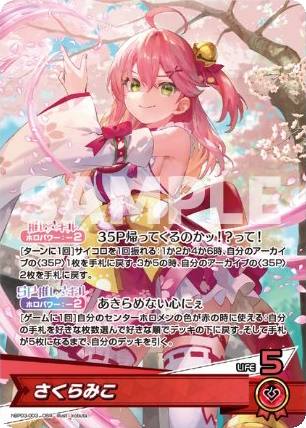 SAMPLE
推しスキル
ホロパワー：－2
35P帰ってくるのかッ！？って！
[ターンに1回]サイコロを1回振れる：1か2か4か6時、自分のアーカイ
ブの〈35P〉1枚を手札に戻す。3か5の時、自分のアーカイブの〈35P〉
2枚を手札に戻す。
SP推しスキル
ホロパワー：－2
あきらめない心にぇ
[ゲームに1回]自分のセンターホロメンの色が赤の時に使える：自分
の手札を好きな枚数選んで好きな順でデッキの下に戻す。そして手札
が5枚になるまで、自分のデッキを引く。
さくらみこ
LIFE 5